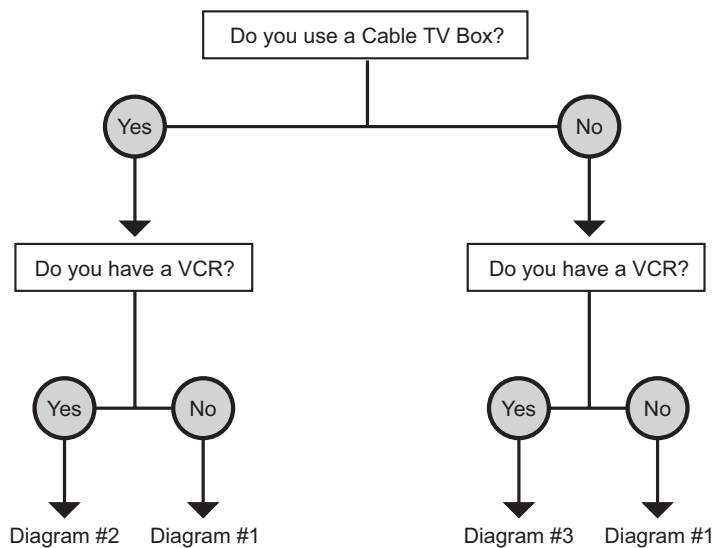 Do you use a Cable TV Box?
Yes
No
Do you have a VCR?
Do you have a VCR?
Yes
No
Yes
No
Diagram #2
Diagram #1
Diagram #3
Diagram #1